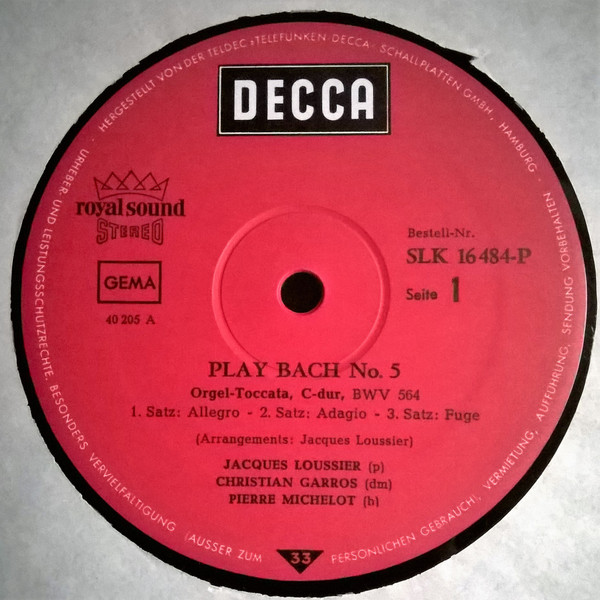 HERGESTELLT VON DER TELDEC »TELEFUNKEN-DECCA« SCHALLPLATTEN GMBH, HAMBURG ·
URHEBER- UND LEISTUNGSSCHUTZRECHTE, BESONDERS VERVIELFÄLTIGUNG (AUSSER ZUM PERSÖNLICHEN GEBRAUCH), VERMIETUNG, AUFFÜHRUNG, SENDUNG VORBEHALTEN
DECCA
royal sound
STEREO
GEMA
40 205 A
Bestell-Nr.
SLK 16 484-P
Seite 1
PLAY BACH No. 5
Orgel-Toccata, C-dur, BWV 564
1. Satz: Allegro - 2. Satz: Adagio - 3. Satz: Fuge
(Arrangements: Jacques Loussier)
JACQUES LOUSSIER (p)
CHRISTIAN GARROS (dm)
PIERRE MICHELOT (b)
33